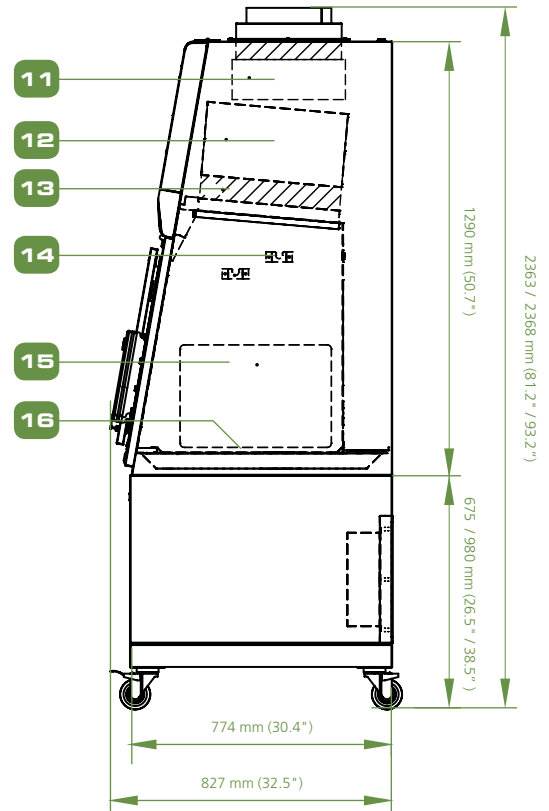 11
12
13
14
15
16
1290 mm (50.7")
2363 / 2368 mm (81.2" / 93.2")
675 / 980 mm (26.5" / 38.5")
774 mm (30.4")
827 mm (32.5")